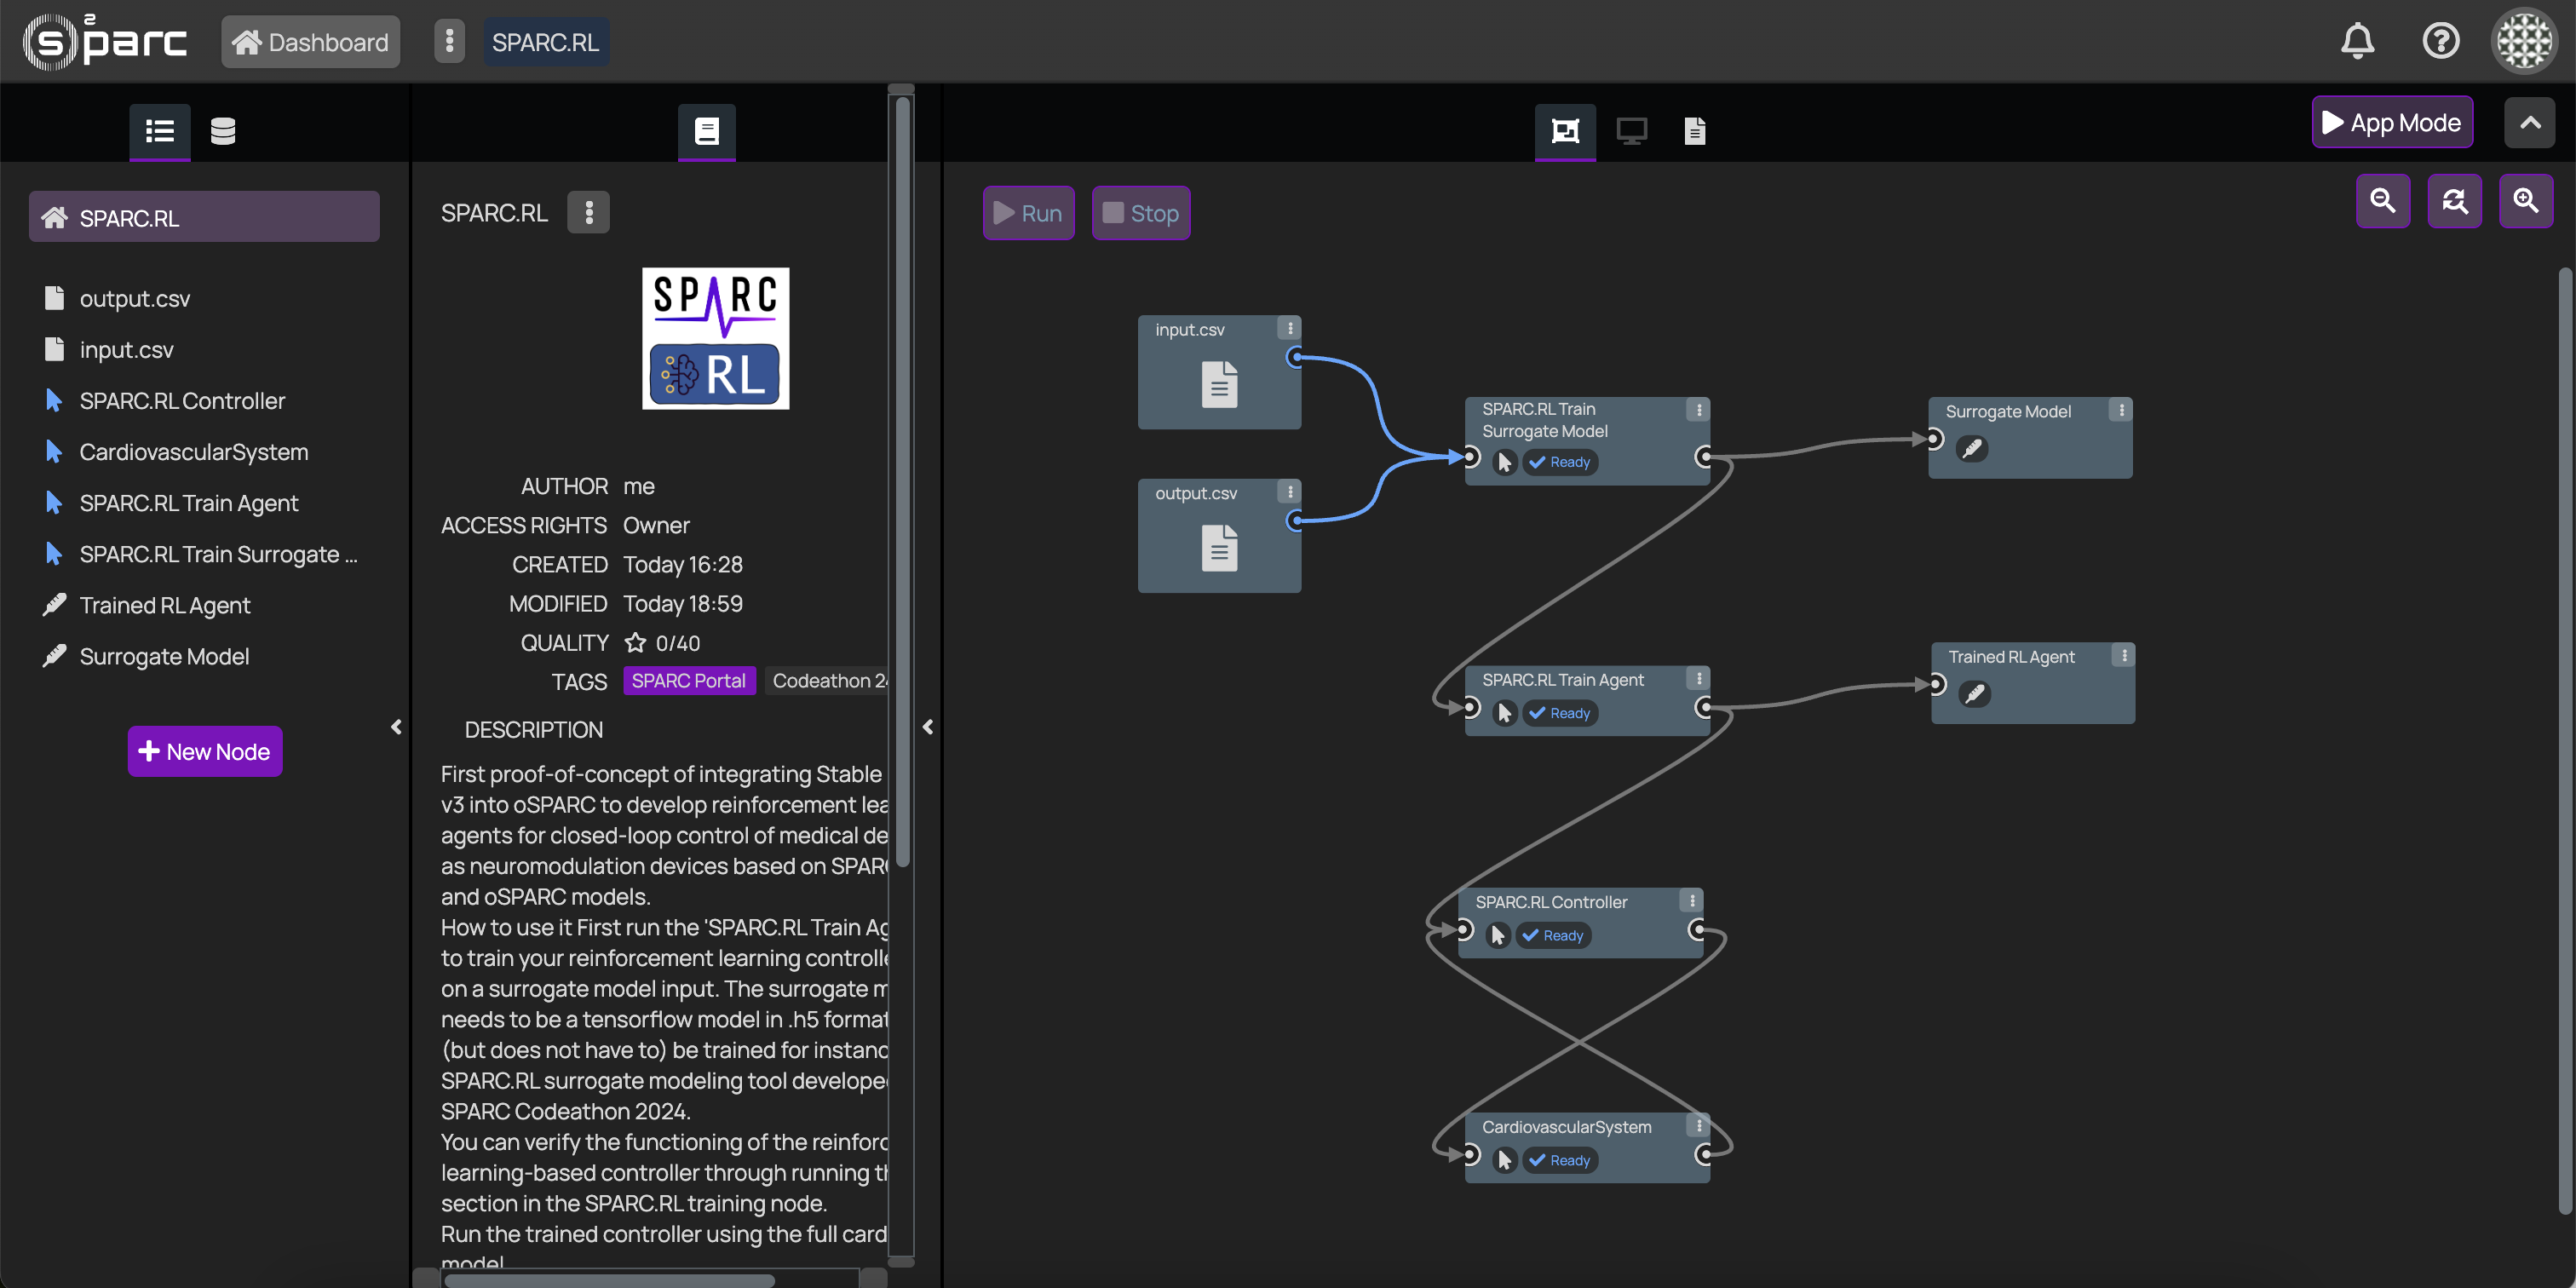 s²parc
Dashboard
SPARC.RL
App Mode
SPARC.RL
output.csv
input.csv
SPARC.RL Controller
CardiovascularSystem
SPARC.RL Train Agent
SPARC.RL Train Surrogate ...
Trained RL Agent
Surrogate Model
New Node
SPARC.RL
SPARC
RL
AUTHOR me
ACCESS RIGHTS Owner
CREATED Today 16:28
MODIFIED Today 18:59
QUALITY 0/40
TAGS SPARC Portal Codeathon 24
DESCRIPTION
First proof-of-concept of integrating Stable
v3 into oSPARC to develop reinforcement lea
agents for closed-loop control of medical de
as neuromodulation devices based on SPARC
and oSPARC models.
How to use it First run the 'SPARC.RL Train Ag
to train your reinforcement learning controlle
on a surrogate model input. The surrogate m
needs to be a tensorflow model in .h5 format
(but does not have to) be trained for instanc
SPARC.RL surrogate modeling tool develope
SPARC Codeathon 2024.
You can verify the functioning of the reinforc
learning-based controller through running th
section in the SPARC.RL training node.
Run the trained controller using the full card
model
Run
Stop
input.csv
output.csv
SPARC.RL Train
Surrogate Model
Ready
Surrogate Model
SPARC.RL Train Agent
Ready
Trained RL Agent
SPARC.RL Controller
Ready
CardiovascularSystem
Ready